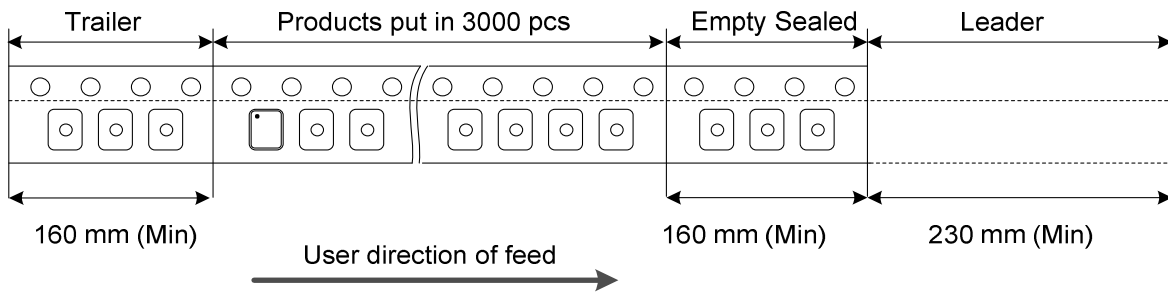 Trailer
Products put in 3000 pcs
Empty Sealed
Leader
160 mm (Min)
160 mm (Min)
230 mm (Min)
User direction of feed